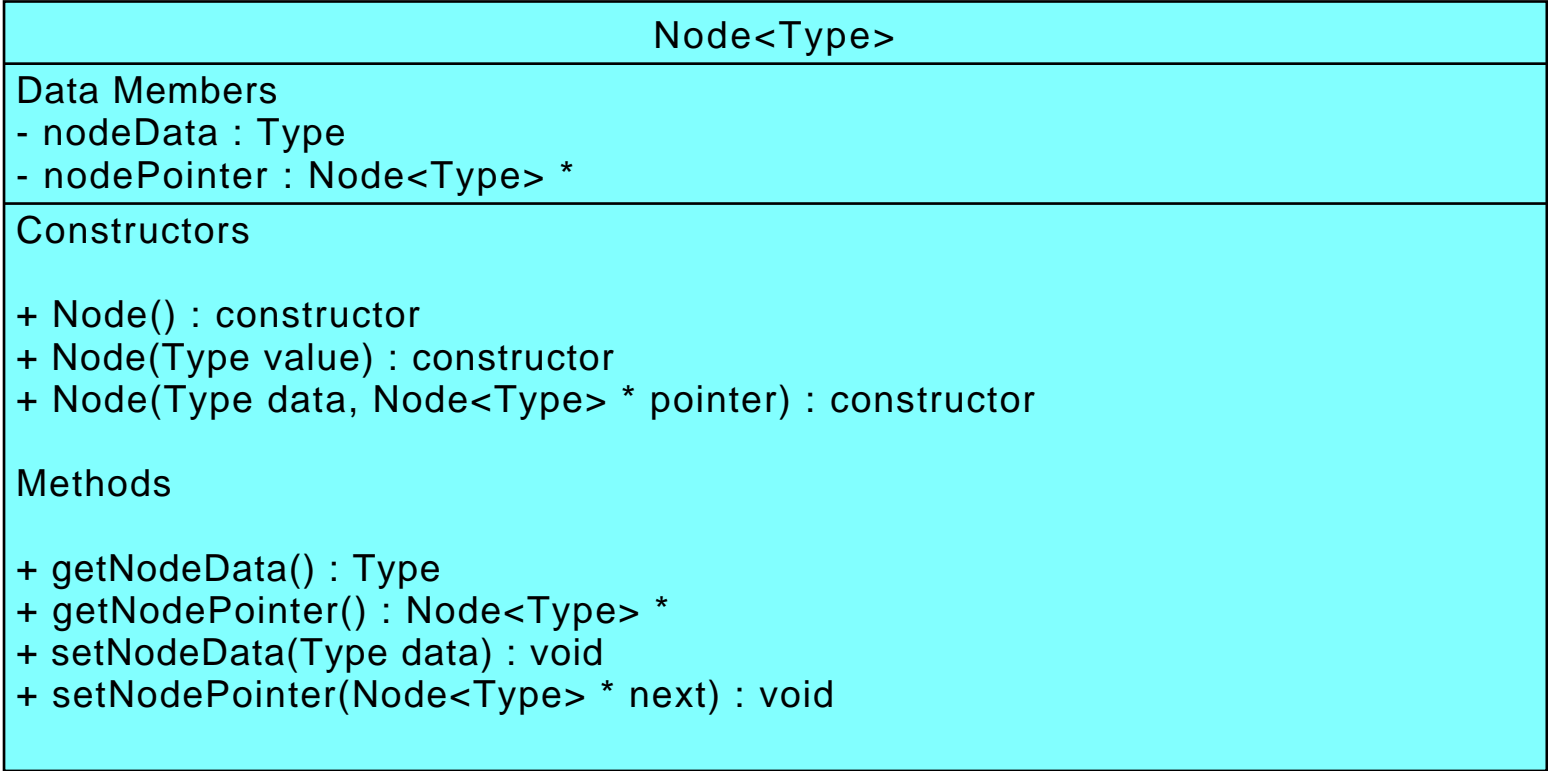 Node<Type>
Data Members
- nodeData : Type
- nodePointer : Node<Type> *
Constructors
+ Node() : constructor
+ Node(Type value) : constructor
+ Node(Type data, Node<Type> * pointer) : constructor
Methods
+ getNodeData() : Type
+ getNodePointer() : Node<Type> *
+ setNodeData(Type data) : void
+ setNodePointer(Node<Type> * next) : void